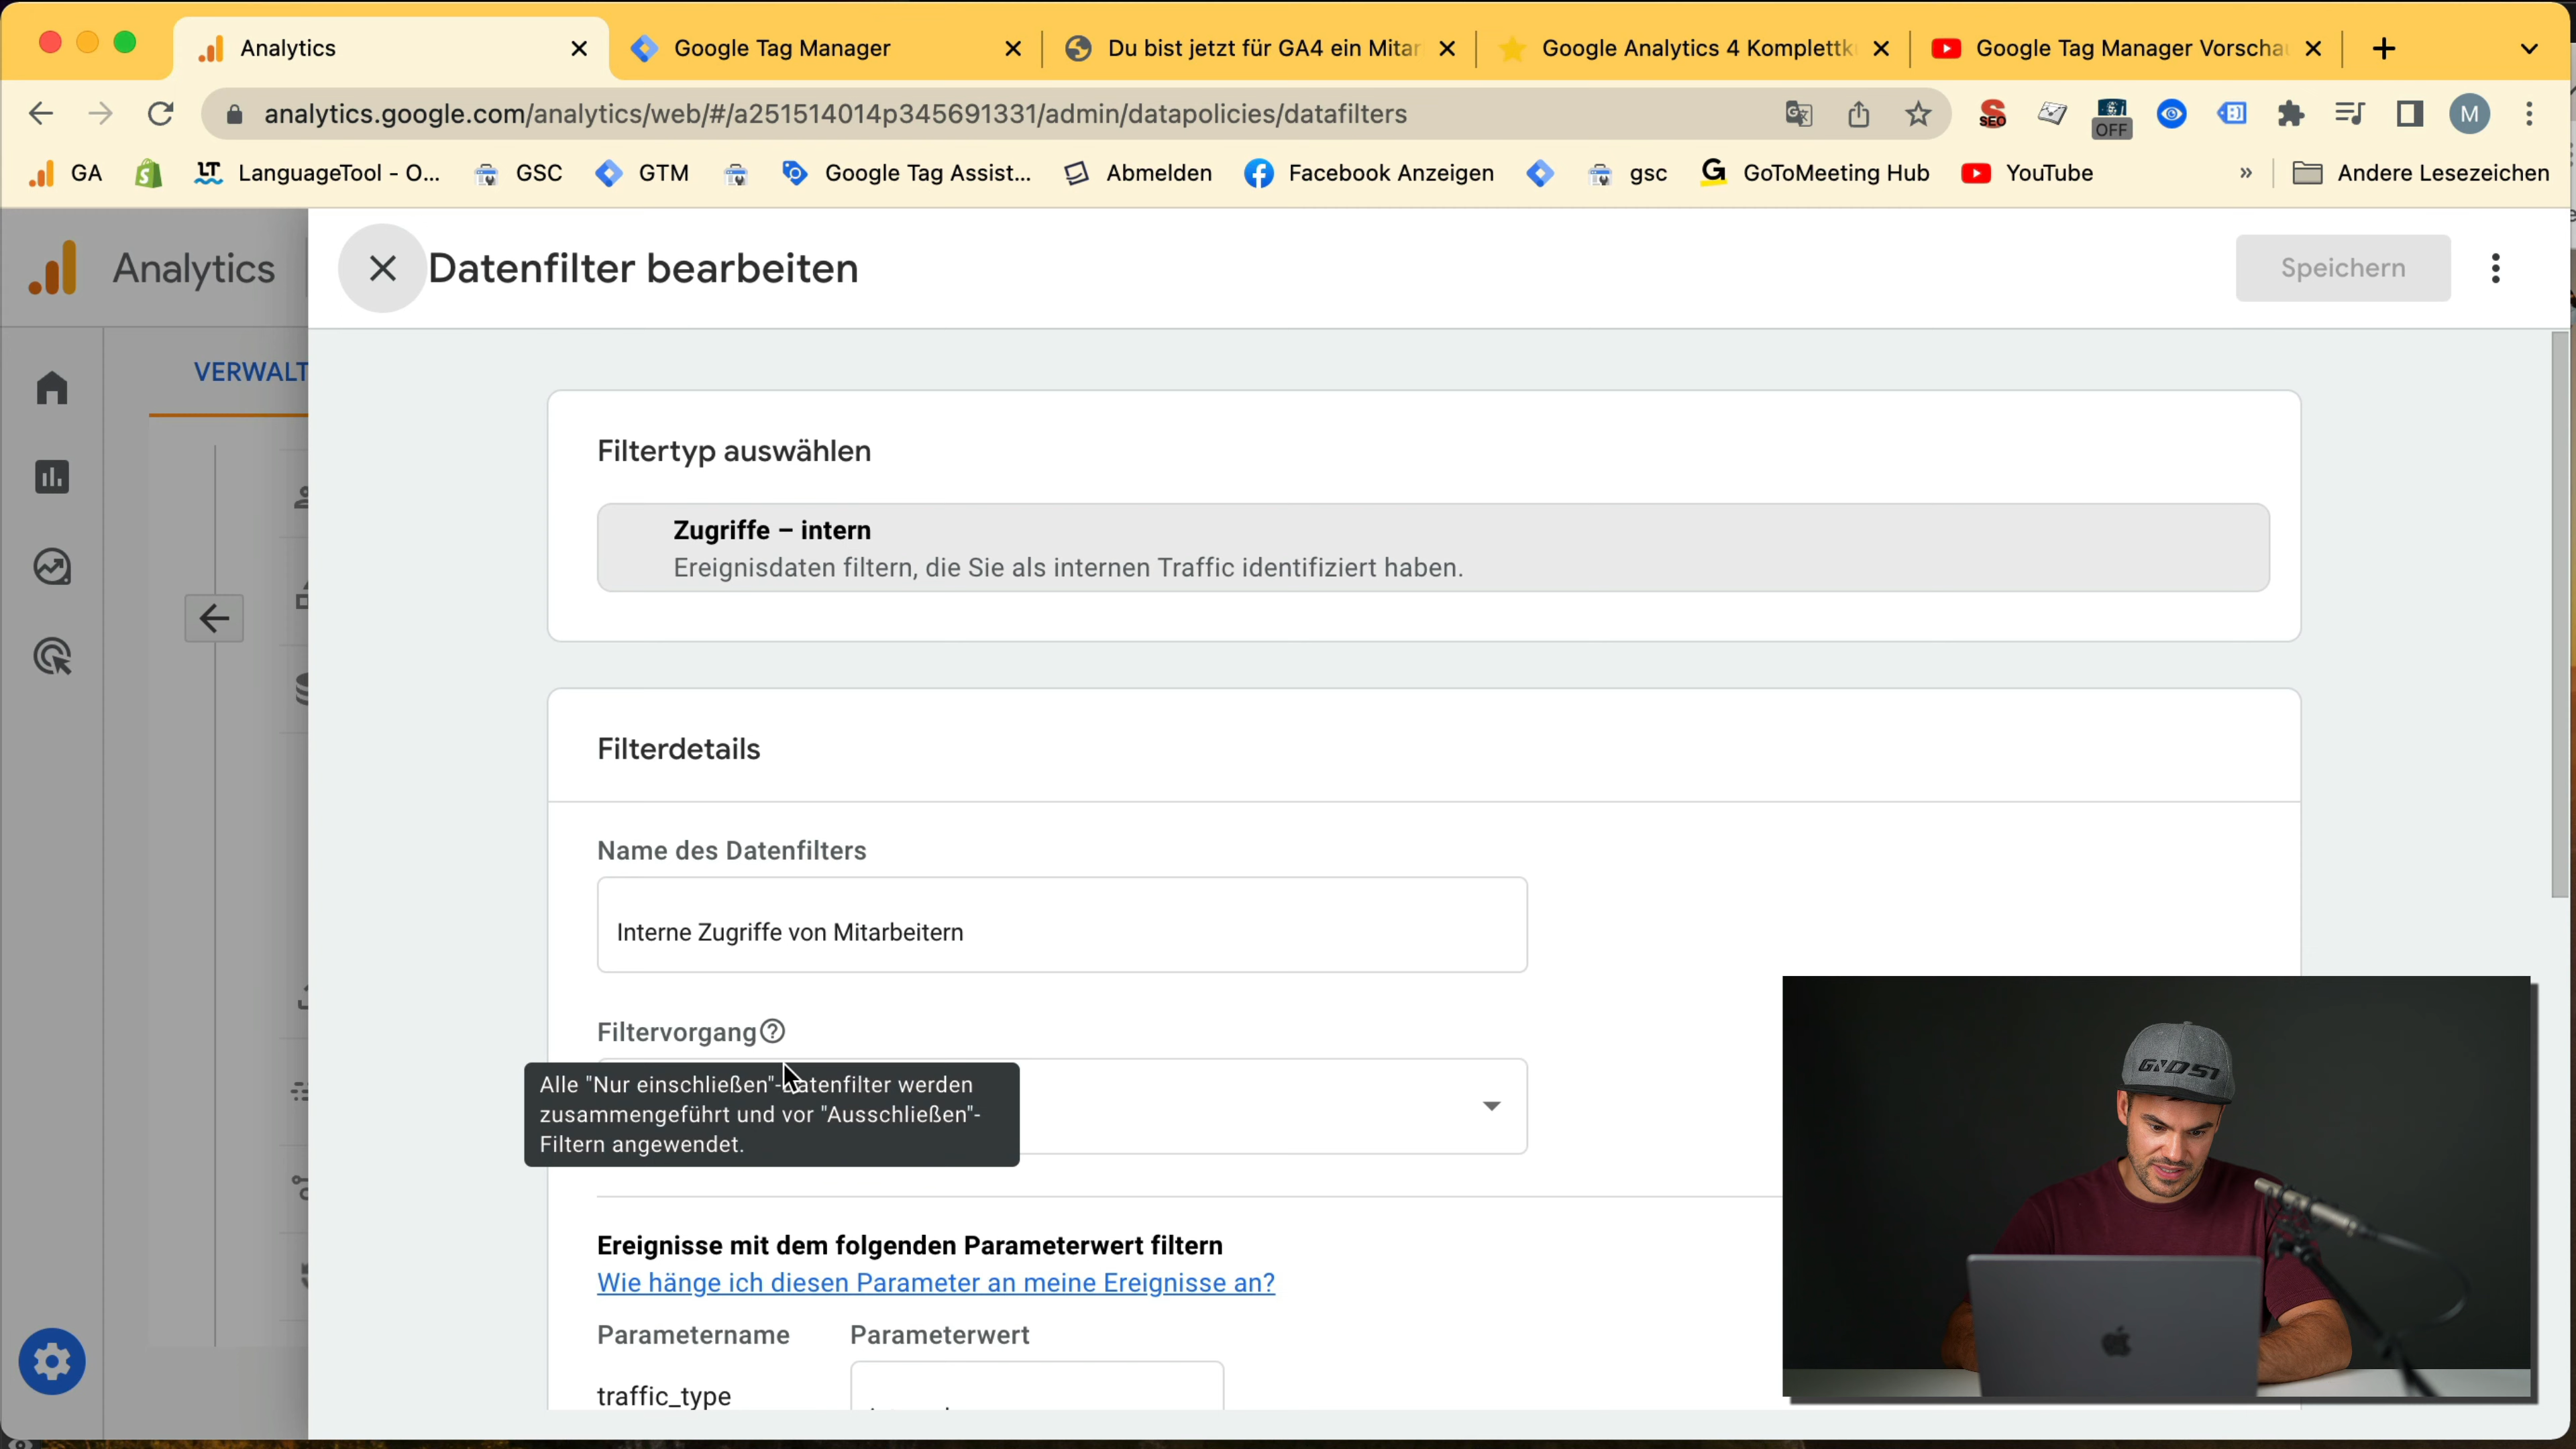 Analytics
Google Tag Manager
Du bist jetzt für GA4 ein Mitar
Google Analytics 4 Komplettk
Google Tag Manager Vorscha
analytics.google.com/analytics/web/#/a251514014p345691331/admin/datapolicies/datafilters
SEO
OFF
M
GA
LT
LanguageTool - O...
GSC
GTM
Google Tag Assist...
Abmelden
Facebook Anzeigen
gsc
G
GoToMeeting Hub
YouTube
»
Andere Lesezeichen
Analytics
Datenfilter bearbeiten
Speichern
VERWALT
Filtertyp auswählen
Zugriffe – intern
Ereignisdaten filtern, die Sie als internen Traffic identifiziert haben.
Filterdetails
Name des Datenfilters
Interne Zugriffe von Mitarbeitern
Filtervorgang
Alle "Nur einschließen"-Datenfilter werden
zusammengeführt und vor "Ausschließen"-
Filtern angewendet.
Ereignisse mit dem folgenden Parameterwert filtern
Wie hänge ich diesen Parameter an meine Ereignisse an?
Parametername
Parameterwert
traffic_type